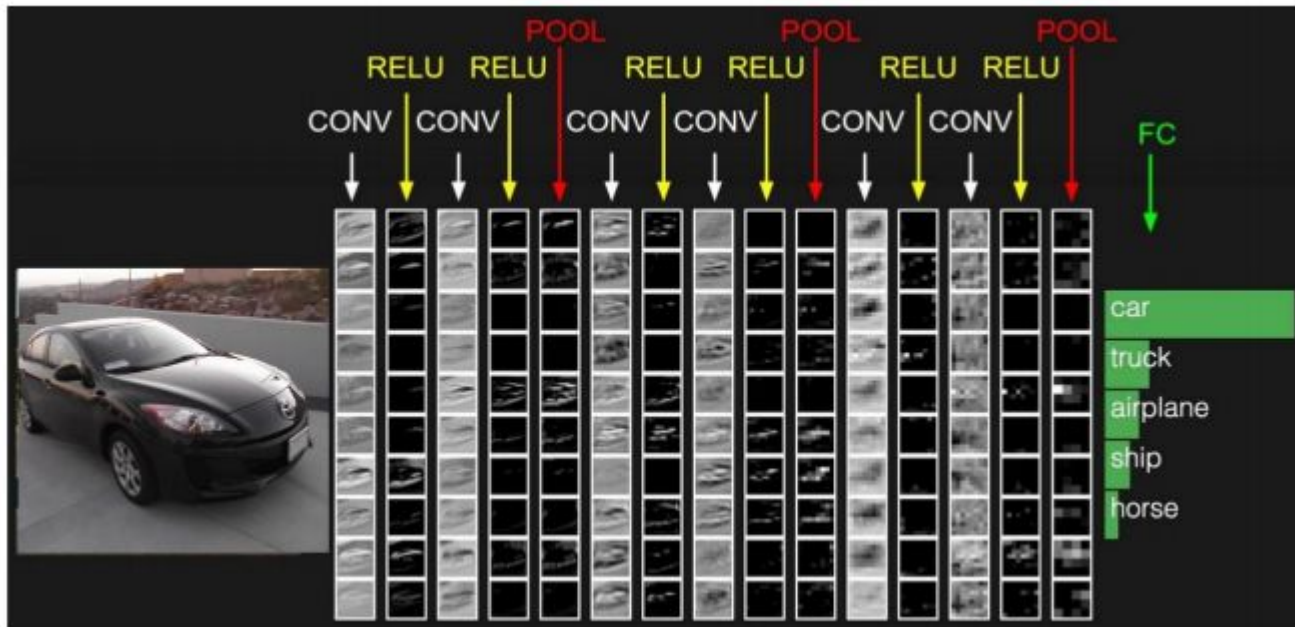 POOL POOL POOL
RELU RELU RELU RELU RELU RELU
CONV CONV CONV CONV CONV CONV
FC
car
truck
airplane
ship
horse